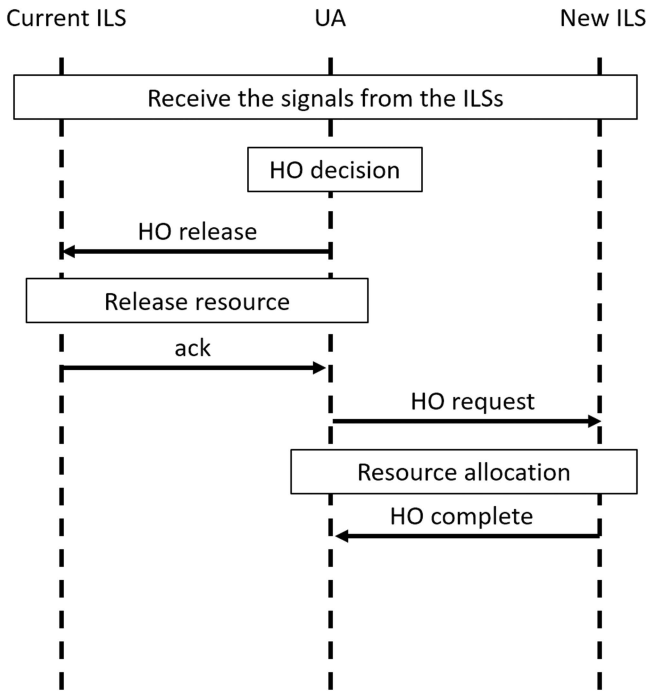 Current ILS
UA
New ILS
Receive the signals from the ILSs
HO decision
HO release
Release resource
ack
HO request
Resource allocation
HO complete